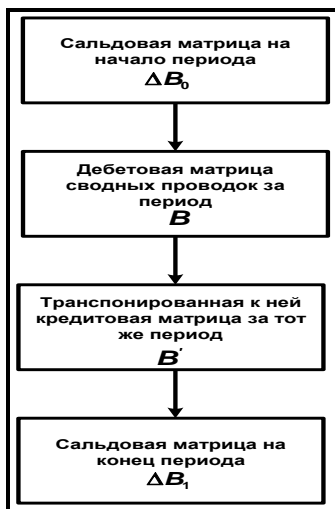 Сальдовая матрица на
начало периода
ΔB₀
Дебетовая матрица
сводных проводок за
период
B
Транспонированная к ней
кредитовая матрица за тот
же период
B'
Сальдовая матрица на
конец периода
ΔB₁